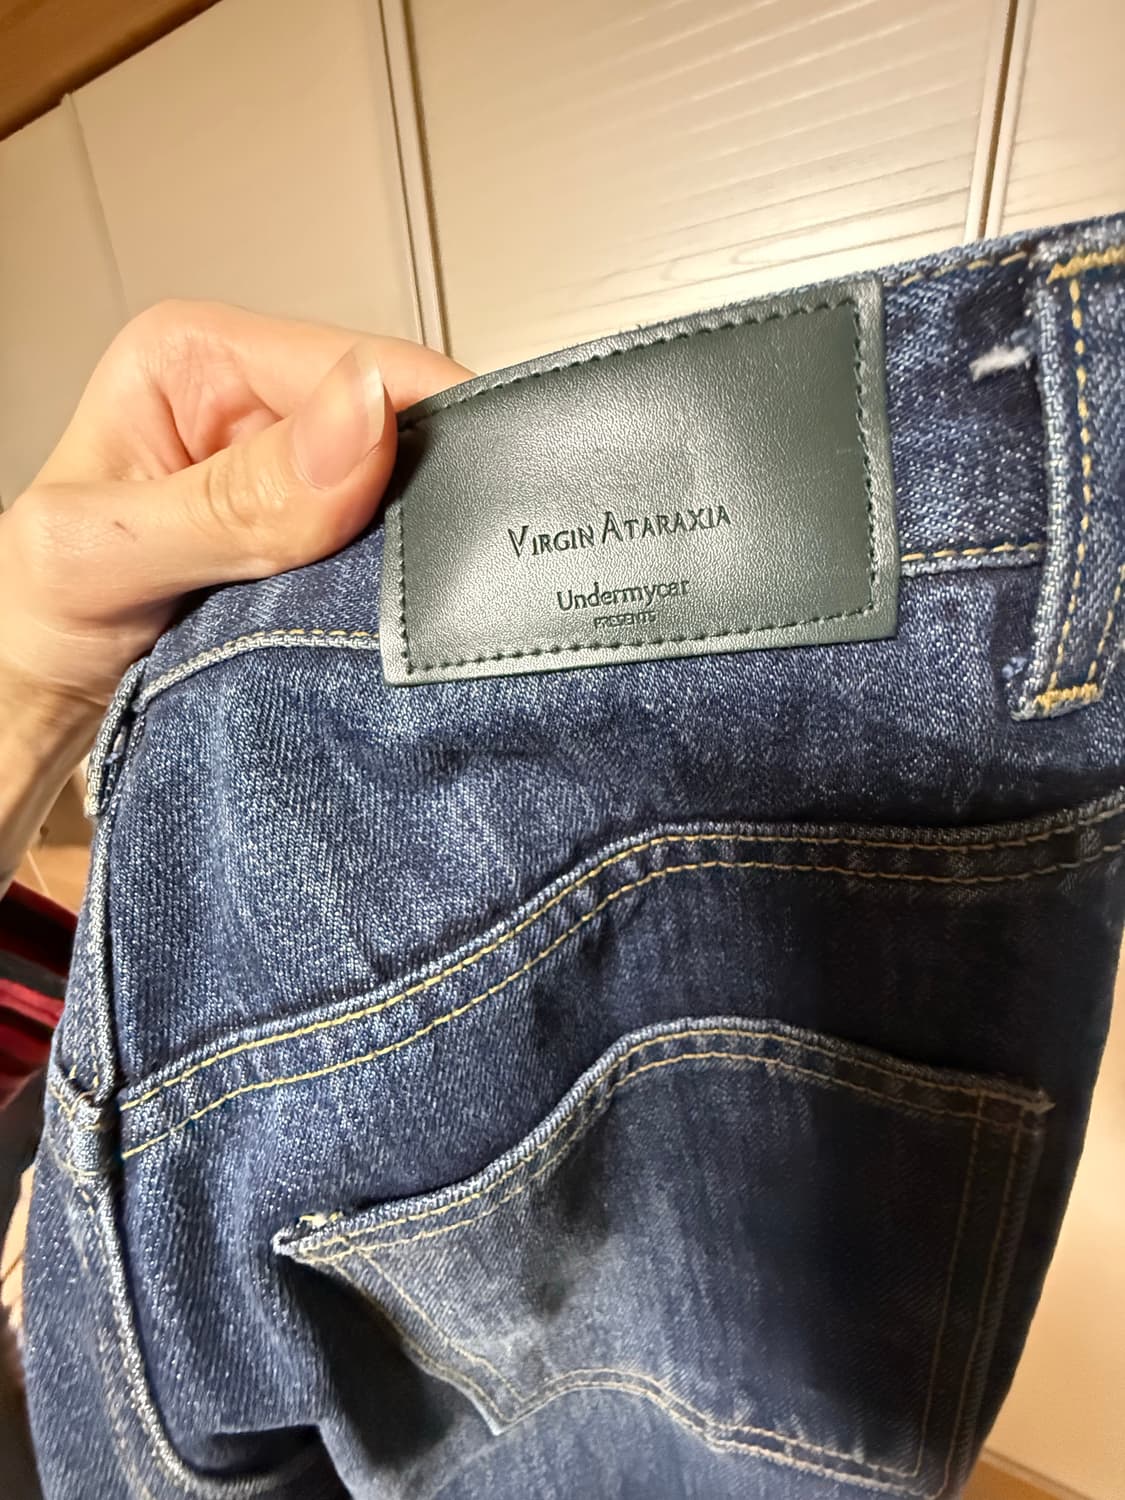 VIRGIN ATARAXIA
Undermycar
PRESENTS